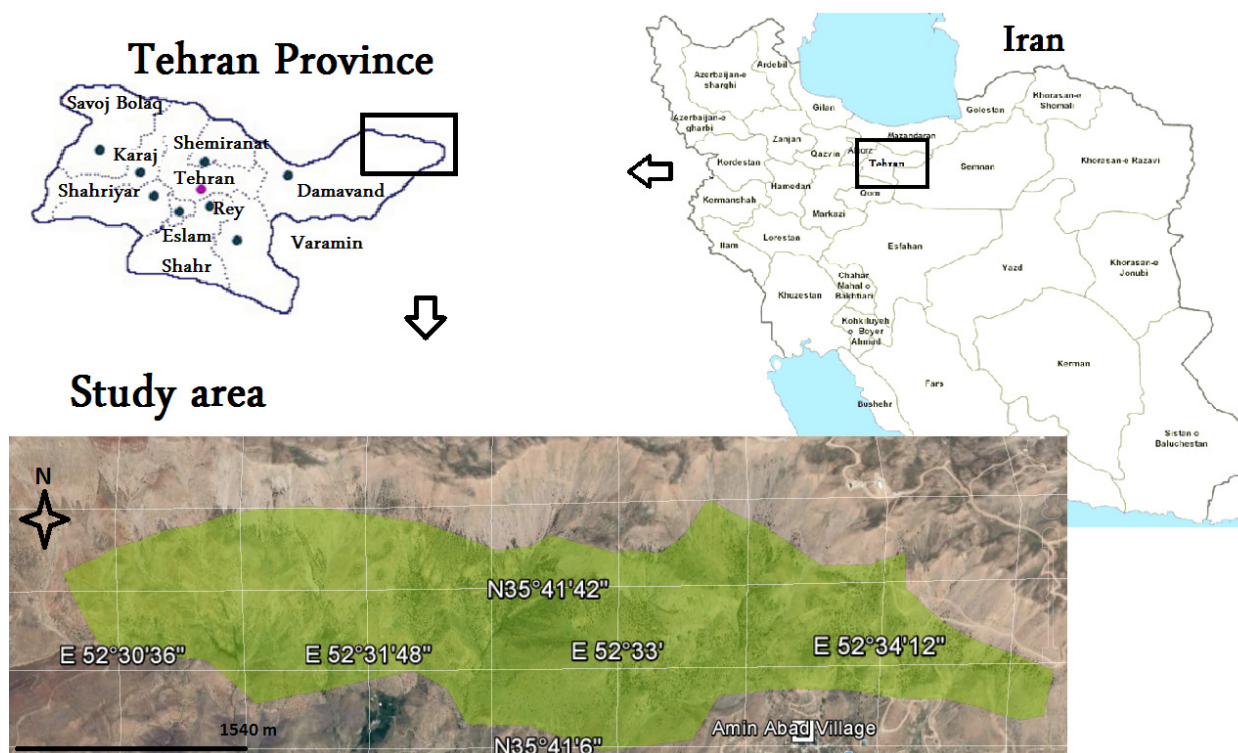 Tehran Province
Savoj Bolaq
Shemiranat
Karaj
Tehran
Shahriyar
Damavand
Rey
Eslam
Shahr
Varamin
Iran
Ardebil
Azerbaijan-e
sharghi
Gilan
Golestan
Khorasan-e
Shomali
Azerbaijan-e
gharbi
Zanjan
Mazandaran
Qazvin
Alborz
Tehran
Semnan
Khorasan-e Razavi
Kordestan
Hamedan
Qom
Kermanshah
Markazi
Ilam
Lorestan
Esfahan
Yazd
Khorasan-e
Jonubi
Chahar
Mahal o
Bakhtiari
Khuzestan
Kohkiluyeh
o Boyer
Ahmad
Fars
Kerman
Bushehr
Sistan o
Baluchestan
Study area
N
N35°41'42"
E 52°30'36"
E 52°31'48"
E 52°33'
E 52°34'12"
1540 m
Amin Abad Village
N35°41'6"